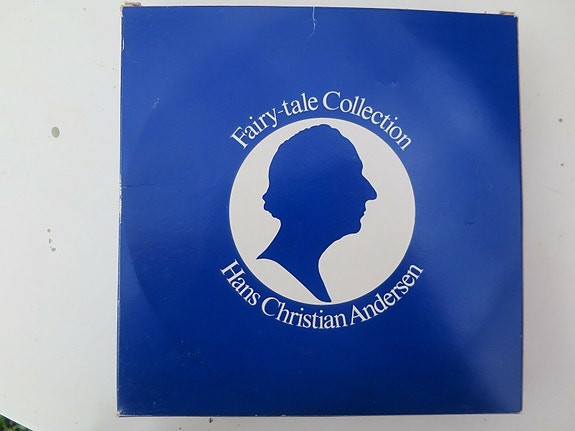 Fairy-tale Collection
Hans Christian Andersen